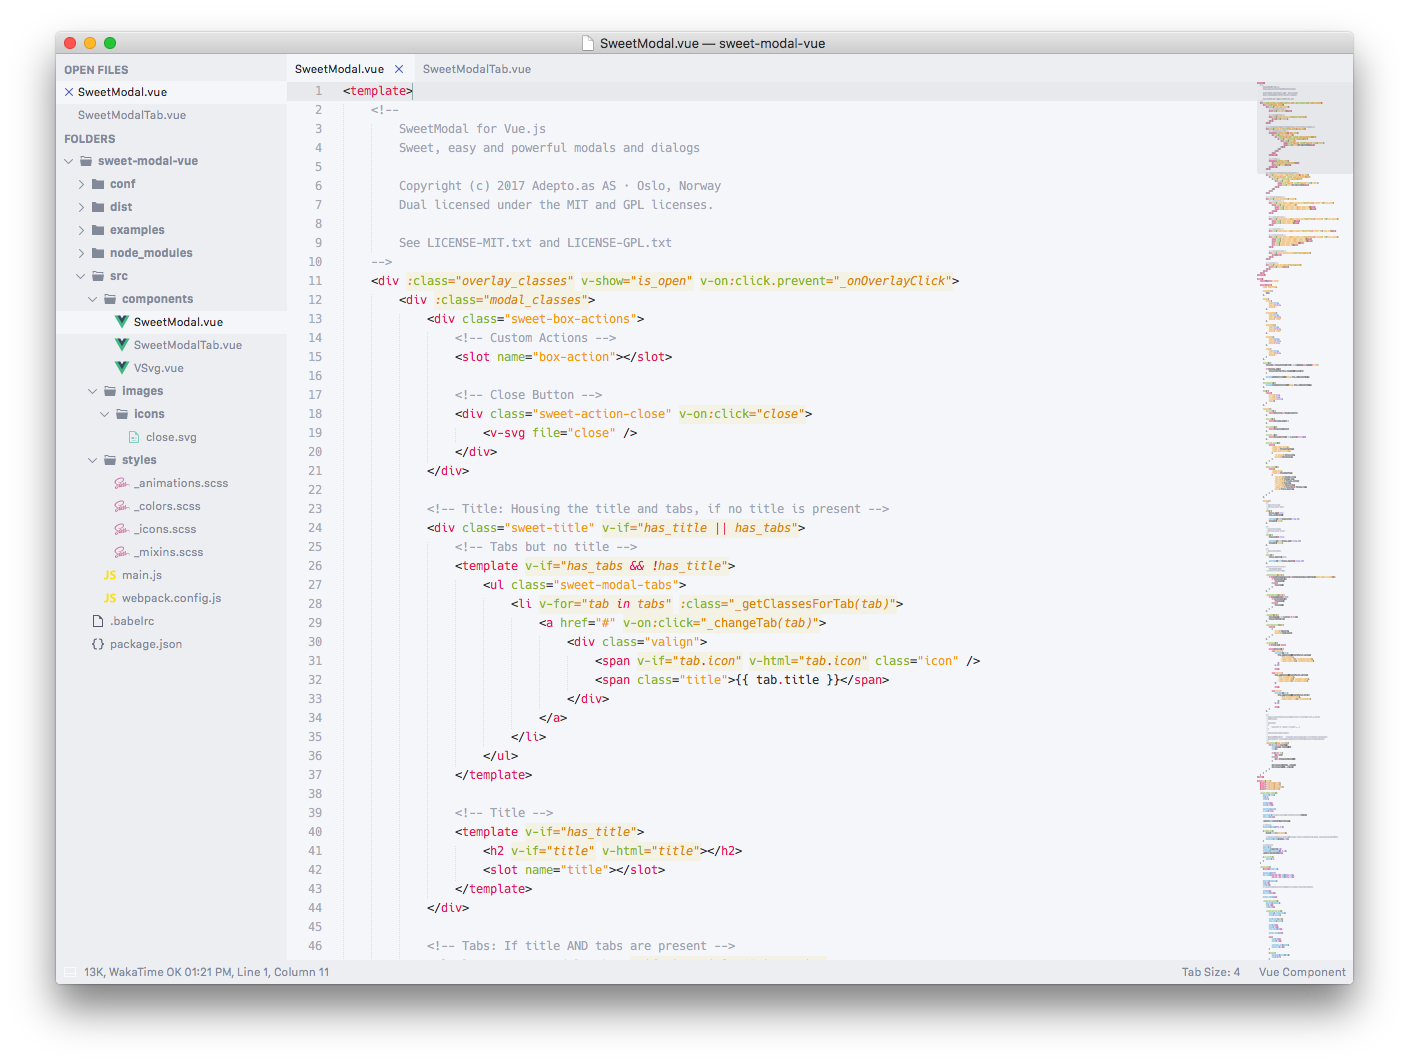 SweetModal.vue — sweet-modal-vue
OPEN FILES
SweetModal.vue
SweetModalTab.vue
FOLDERS
sweet-modal-vue
conf
dist
examples
node_modules
src
components
SweetModal.vue
SweetModalTab.vue
VSvg.vue
images
icons
close.svg
styles
_animations.scss
_colors.scss
_icons.scss
_mixins.scss
JS main.js
JS webpack.config.js
.babelrc
{} package.json
SweetModal.vue
SweetModalTab.vue
1 <template>
2 <!--
3 SweetModal for Vue.js
4 Sweet, easy and powerful modals and dialogs
5
6 Copyright (c) 2017 Adepto.as AS · Oslo, Norway
7 Dual licensed under the MIT and GPL licenses.
8
9 See LICENSE-MIT.txt and LICENSE-GPL.txt
10 -->
11 <div :class="overlay_classes" v-show="is_open" v-on:click.prevent="_onOverlayClick">
12 <div :class="modal_classes">
13 <div class="sweet-box-actions">
14 <!-- Custom Actions -->
15 <slot name="box-action"></slot>
16
17 <!-- Close Button -->
18 <div class="sweet-action-close" v-on:click="close">
19 <v-svg file="close" />
20 </div>
21 </div>
22
23 <!-- Title: Housing the title and tabs, if no title is present -->
24 <div class="sweet-title" v-if="has_title || has_tabs">
25 <!-- Tabs but no title -->
26 <template v-if="has_tabs && !has_title">
27 <ul class="sweet-modal-tabs">
28 <li v-for="tab in tabs" :class="_getClassesForTab(tab)">
29 <a href="#" v-on:click="_changeTab(tab)">
30 <div class="valign">
31 <span v-if="tab.icon" v-html="tab.icon" class="icon" />
32 <span class="title">{{ tab.title }}</span>
33 </div>
34 </a>
35 </li>
36 </ul>
37 </template>
38
39 <!-- Title -->
40 <template v-if="has_title">
41 <h2 v-if="title" v-html="title"></h2>
42 <slot name="title"></slot>
43 </template>
44 </div>
45
46 <!-- Tabs: If title AND tabs are present -->
13K, WakaTime OK 01:21 PM, Line 1, Column 11
Tab Size: 4
Vue Component